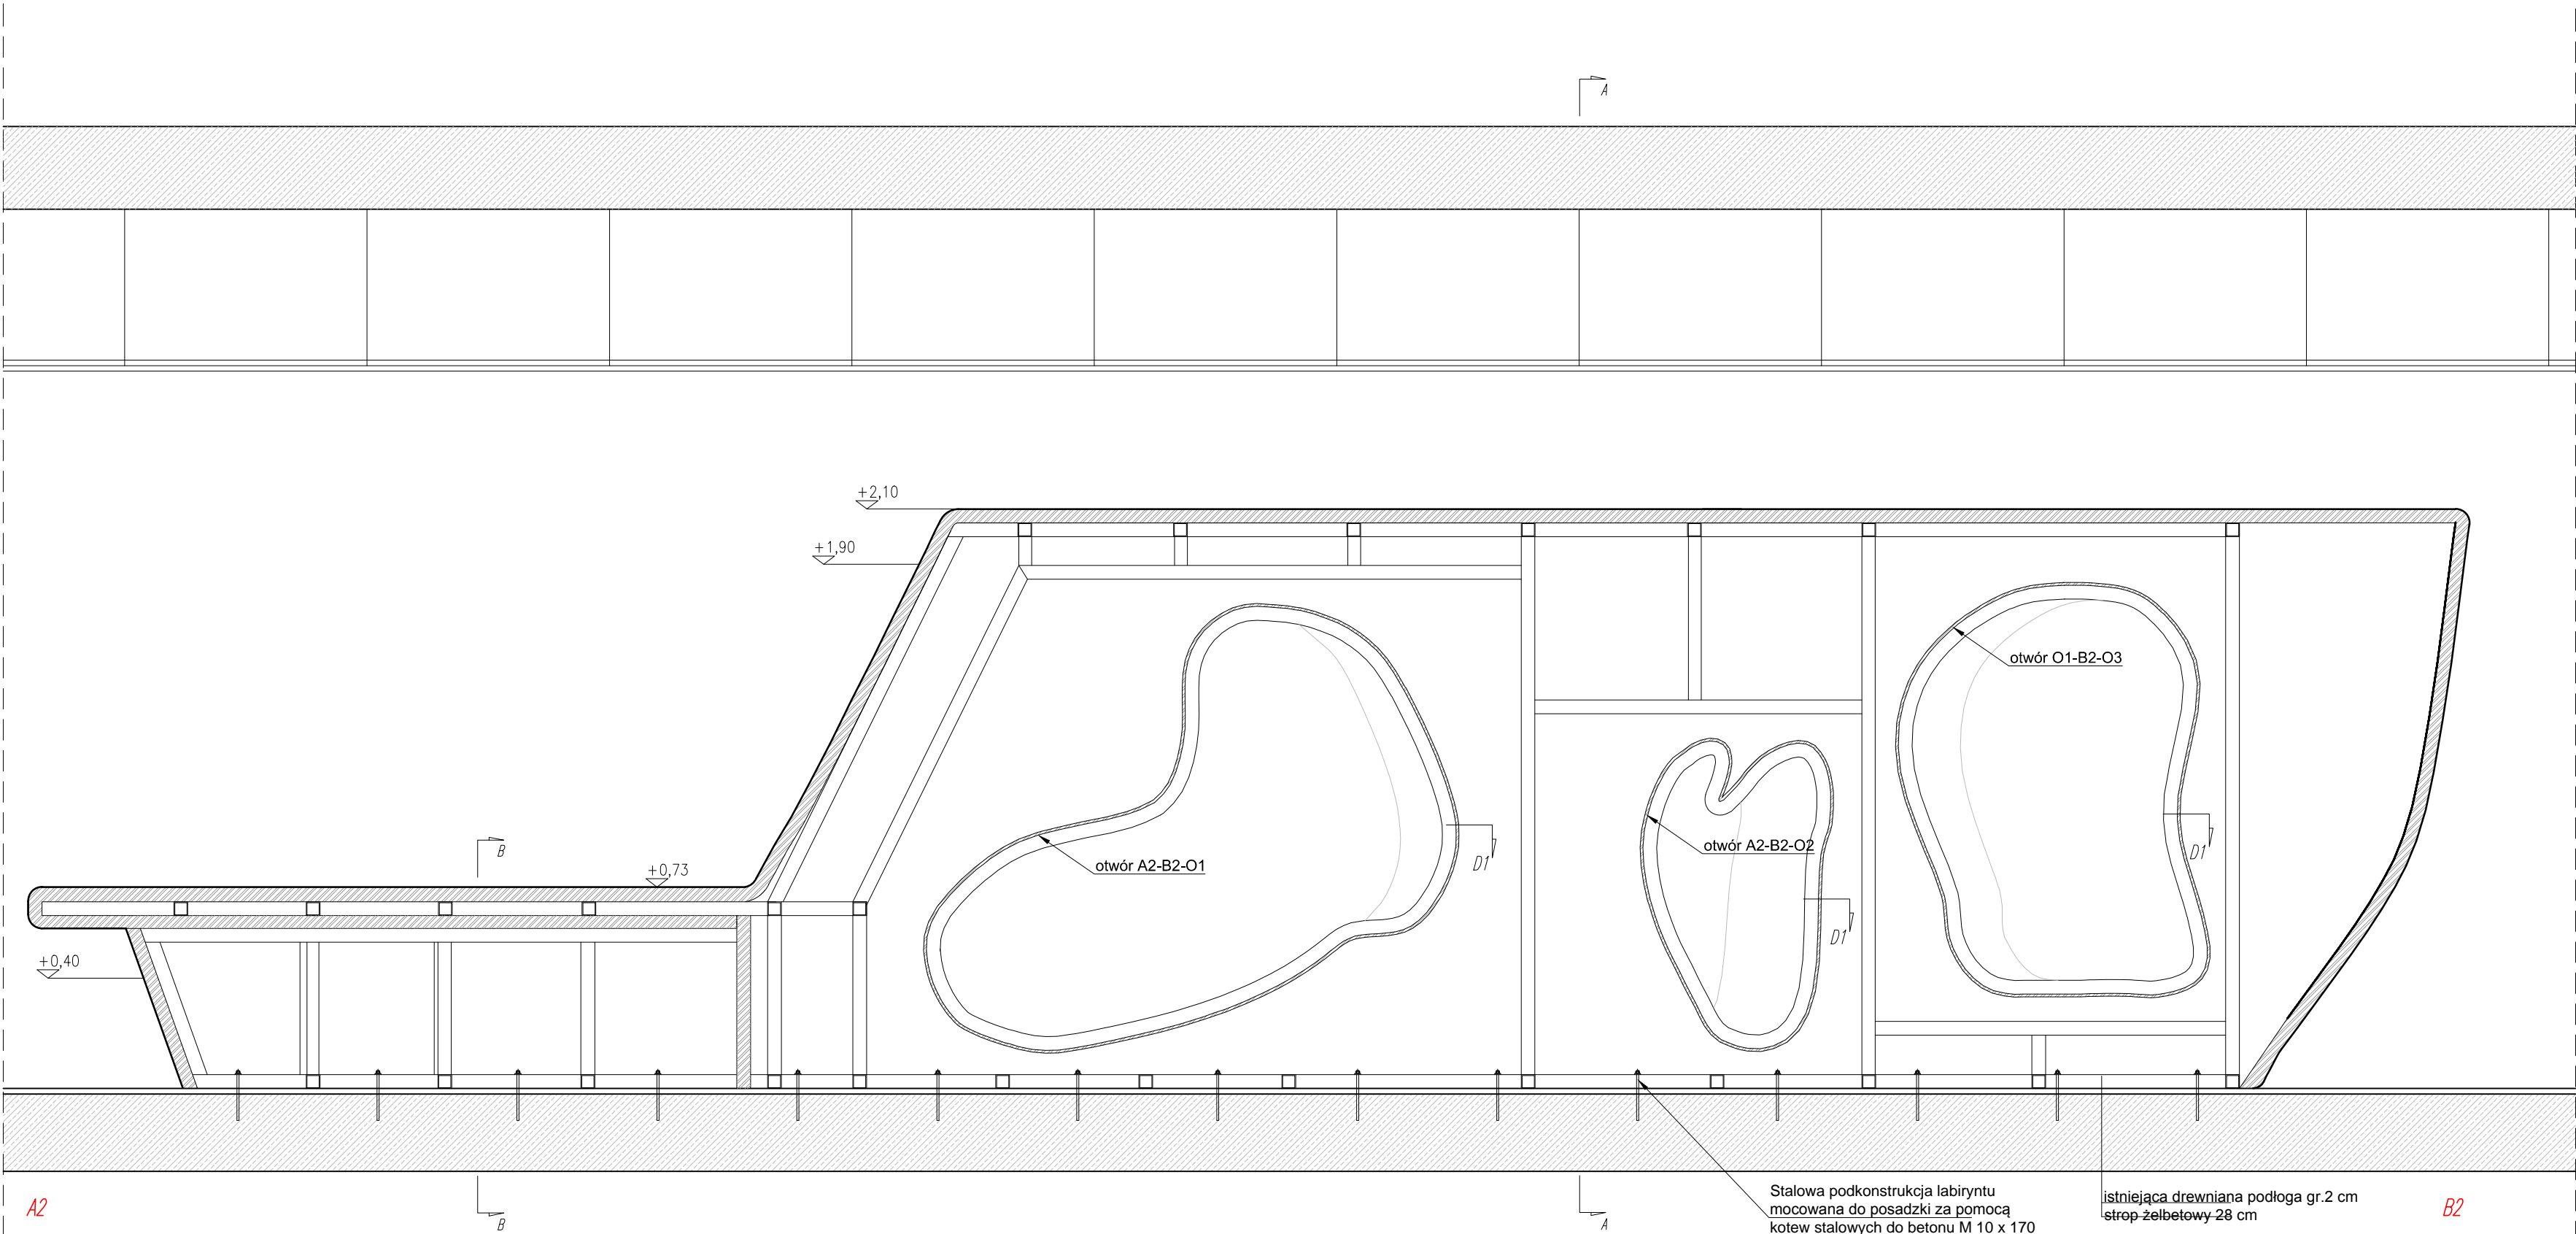 A
+2,10
+1,90
otwór O1-B2-O3
B
+0,73
otwór A2-B2-O1
D1
otwór A2-B2-O2
D1
D1
+0,40
A2
B
A
Stalowa podkonstrukcja labiryntu
mocowana do posadzki za pomocą
kotew stalowych do betonu M 10 x 170
istniejąca drewniana podłoga gr.2 cm
strop żelbetowy 28 cm
B2